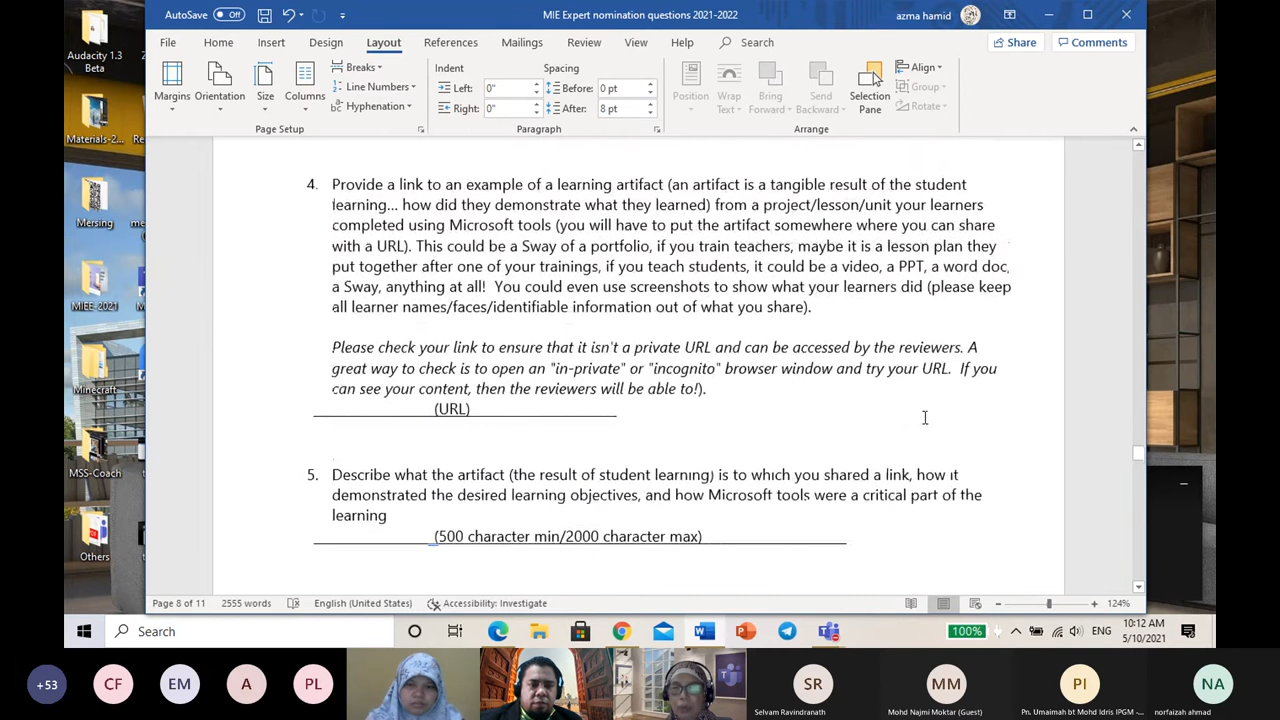 AutoSave
Off
MIE Expert nomination questions 2021-2022
azma hamid
File
Home
Insert
Design
Layout
References
Mailings
Review
View
Help
Search
Share
Comments
Margins
Orientation
Size
Columns
Breaks
Line Numbers
Hyphenation
Page Setup
Indent
Left: 0"
Right: 0"
Spacing
Before: 0 pt
After: 8 pt
Paragraph
Position
Wrap Text
Bring Forward
Send Backward
Selection Pane
Align
Group
Rotate
Arrange
Audacity 1.3 Beta
Materials-2...
Mersing
MIEE-2021
Minecraft
MSS-Coach
Others
4. Provide a link to an example of a learning artifact (an artifact is a tangible result of the student
learning... how did they demonstrate what they learned) from a project/lesson/unit your learners
completed using Microsoft tools (you will have to put the artifact somewhere where you can share
with a URL). This could be a Sway of a portfolio, if you train teachers, maybe it is a lesson plan they
put together after one of your trainings, if you teach students, it could be a video, a PPT, a word doc,
a Sway, anything at all! You could even use screenshots to show what your learners did (please keep
all learner names/faces/identifiable information out of what you share).
Please check your link to ensure that it isn't a private URL and can be accessed by the reviewers. A
great way to check is to open an "in-private" or "incognito" browser window and try your URL. If you
can see your content, then the reviewers will be able to!).
(URL)
5. Describe what the artifact (the result of student learning) is to which you shared a link, how it
demonstrated the desired learning objectives, and how Microsoft tools were a critical part of the
learning
(500 character min/2000 character max)
Page 8 of 11
2555 words
English (United States)
Accessibility: Investigate
124%
Search
100%
ENG
10:12 AM
5/10/2021
+53
CF
EM
A
PL
SR
Selvam Ravindranath
MM
Mohd Najmi Moktar (Guest)
PI
Pn. Umaimah bt Mohd Idris IPGM -...
NA
norfaizah ahmad